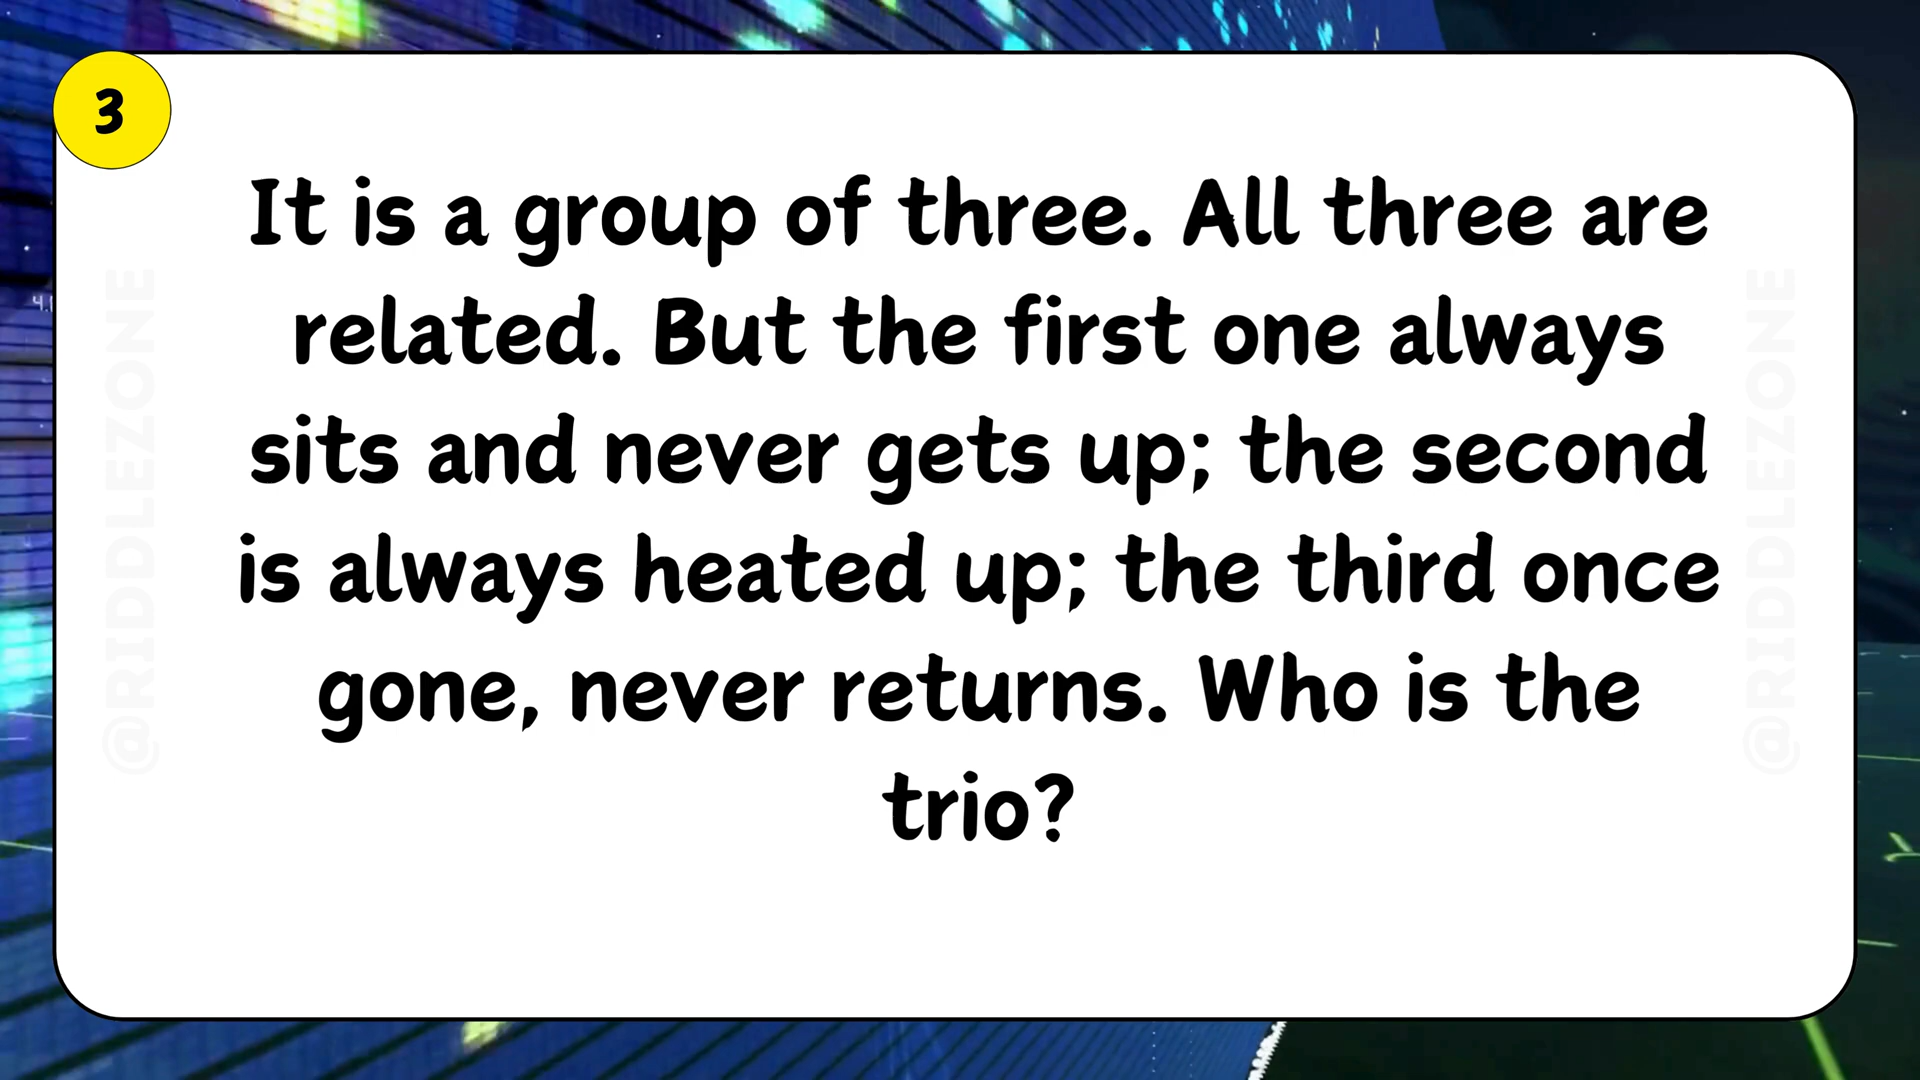 3
It is a group of three. All three are
related. But the first one always
sits and never gets up; the second
is always heated up; the third once
gone, never returns. Who is the
trio?
@RIDDLEZONE
@RIDDLEZONE